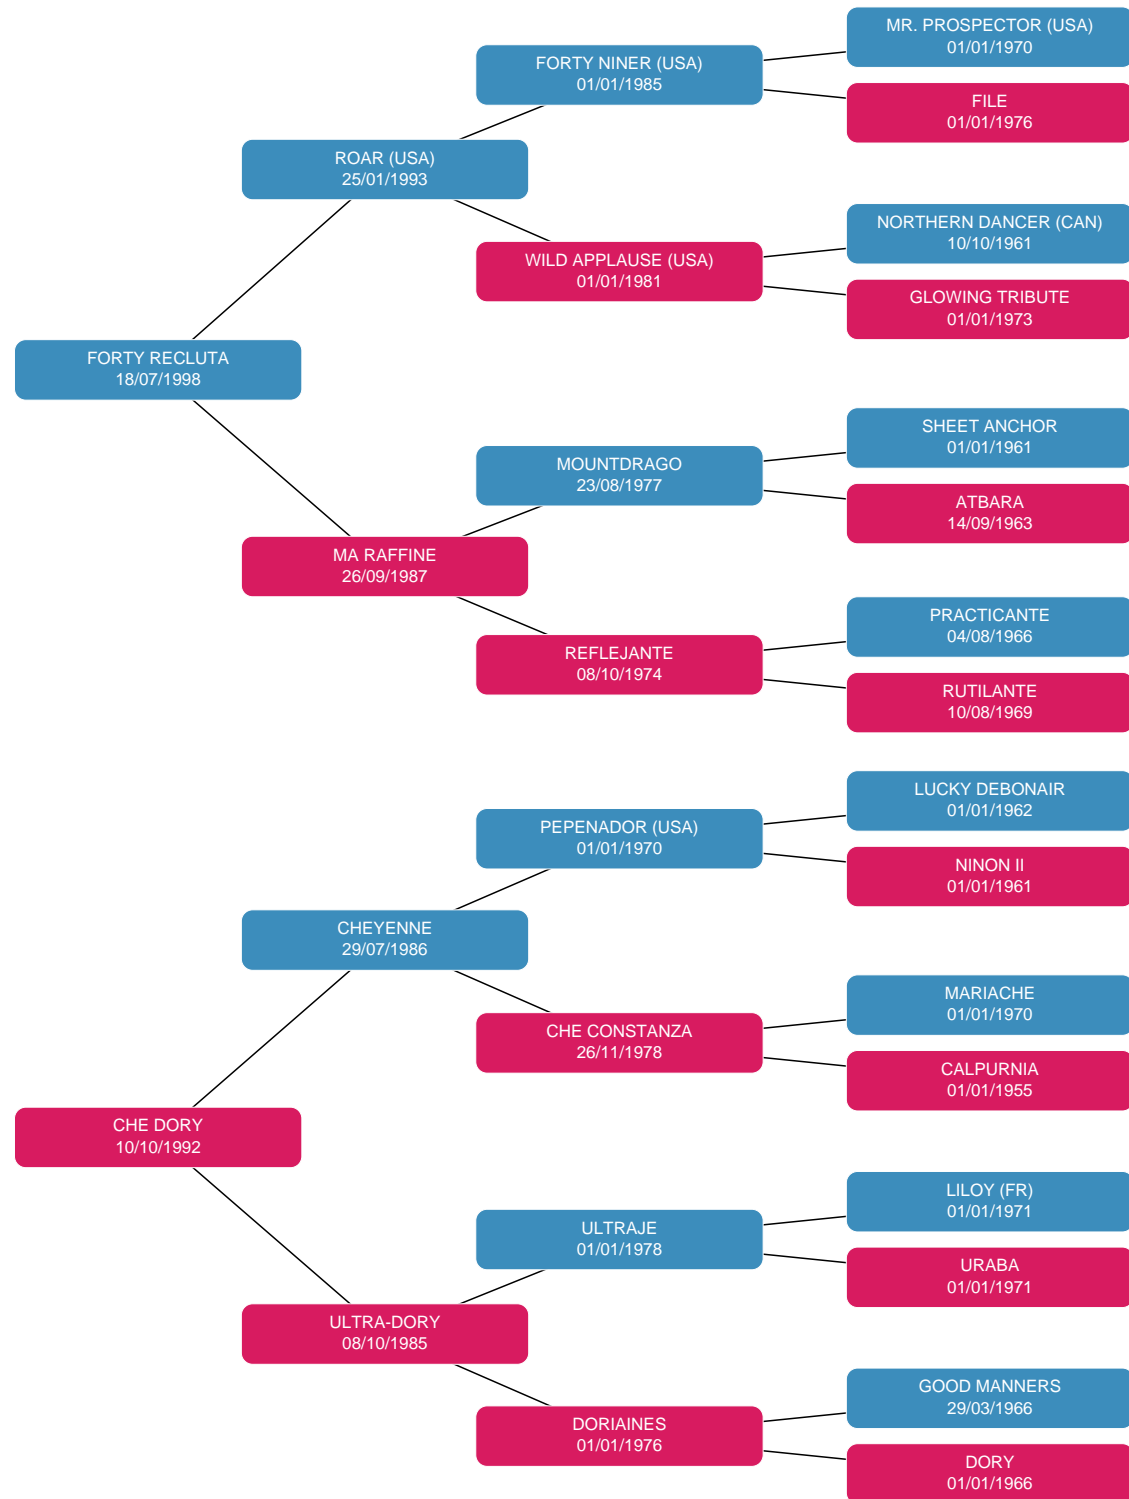 MR. PROSPECTOR (USA)
01/01/1970
FORTY NINER (USA)
01/01/1985
FILE
01/01/1976
ROAR (USA)
25/01/1993
NORTHERN DANCER (CAN)
10/10/1961
WILD APPLAUSE (USA)
01/01/1981
GLOWING TRIBUTE
01/01/1973
FORTY RECLUTA
18/07/1998
SHEET ANCHOR
01/01/1961
MOUNTDRAGO
23/08/1977
ATBARA
14/09/1963
MA RAFFINE
26/09/1987
PRACTICANTE
04/08/1966
REFLEJANTE
08/10/1974
RUTILANTE
10/08/1969
LUCKY DEBONAIR
01/01/1962
PEPENADOR (USA)
01/01/1970
NINON II
01/01/1961
CHEYENNE
29/07/1986
MARIACHE
01/01/1970
CHE CONSTANZA
26/11/1978
CALPURNIA
01/01/1955
CHE DORY
10/10/1992
LILOY (FR)
01/01/1971
ULTRAJE
01/01/1978
URABA
01/01/1971
ULTRA-DORY
08/10/1985
GOOD MANNERS
29/03/1966
DORIAINES
01/01/1976
DORY
01/01/1966